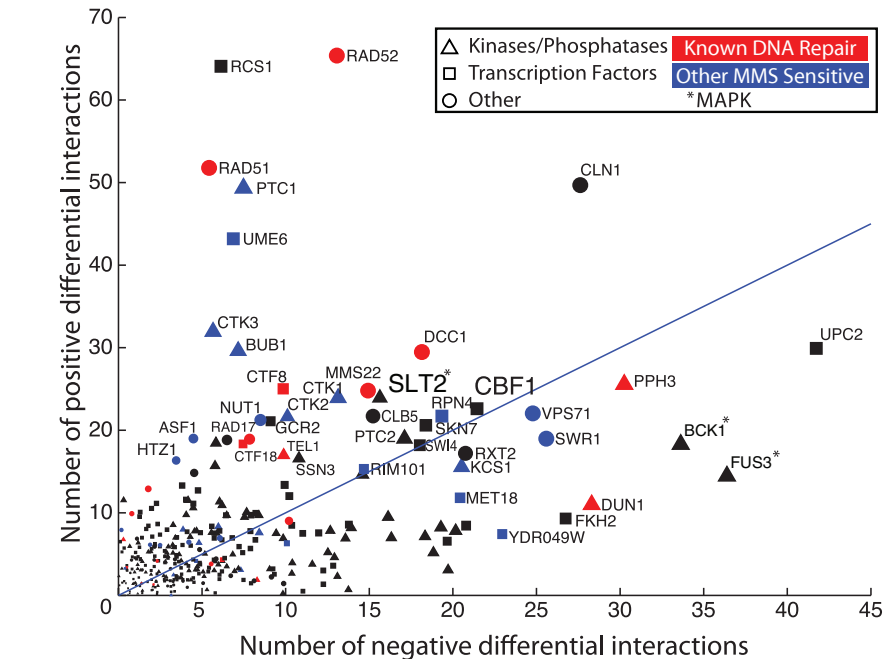 70
60
50
40
30
20
10
0
5
10
15
20
25
30
35
40
45
Number of positive differential interactions
Number of negative differential interactions
Kinases/Phosphatases
Known DNA Repair
Transcription Factors
Other MMS Sensitive
Other
*MAPK
RCS1
RAD52
RAD51
PTC1
CLN1
UME6
CTK3
BUB1
DCC1
UPC2
MMS22
CTF8
CTK1
SLT2*
CBF1
PPH3
NUT1
CTK2
CLB5
RPN4
VPS71
ASF1
RAD17
GCR2
PTC2
SKN7
SWR1
BCK1*
HTZ1
CTF18
TEL1
SWI4
RXT2
SSN3
RIM101
KCS1
FUS3*
MET18
DUN1
FKH2
YDR049W